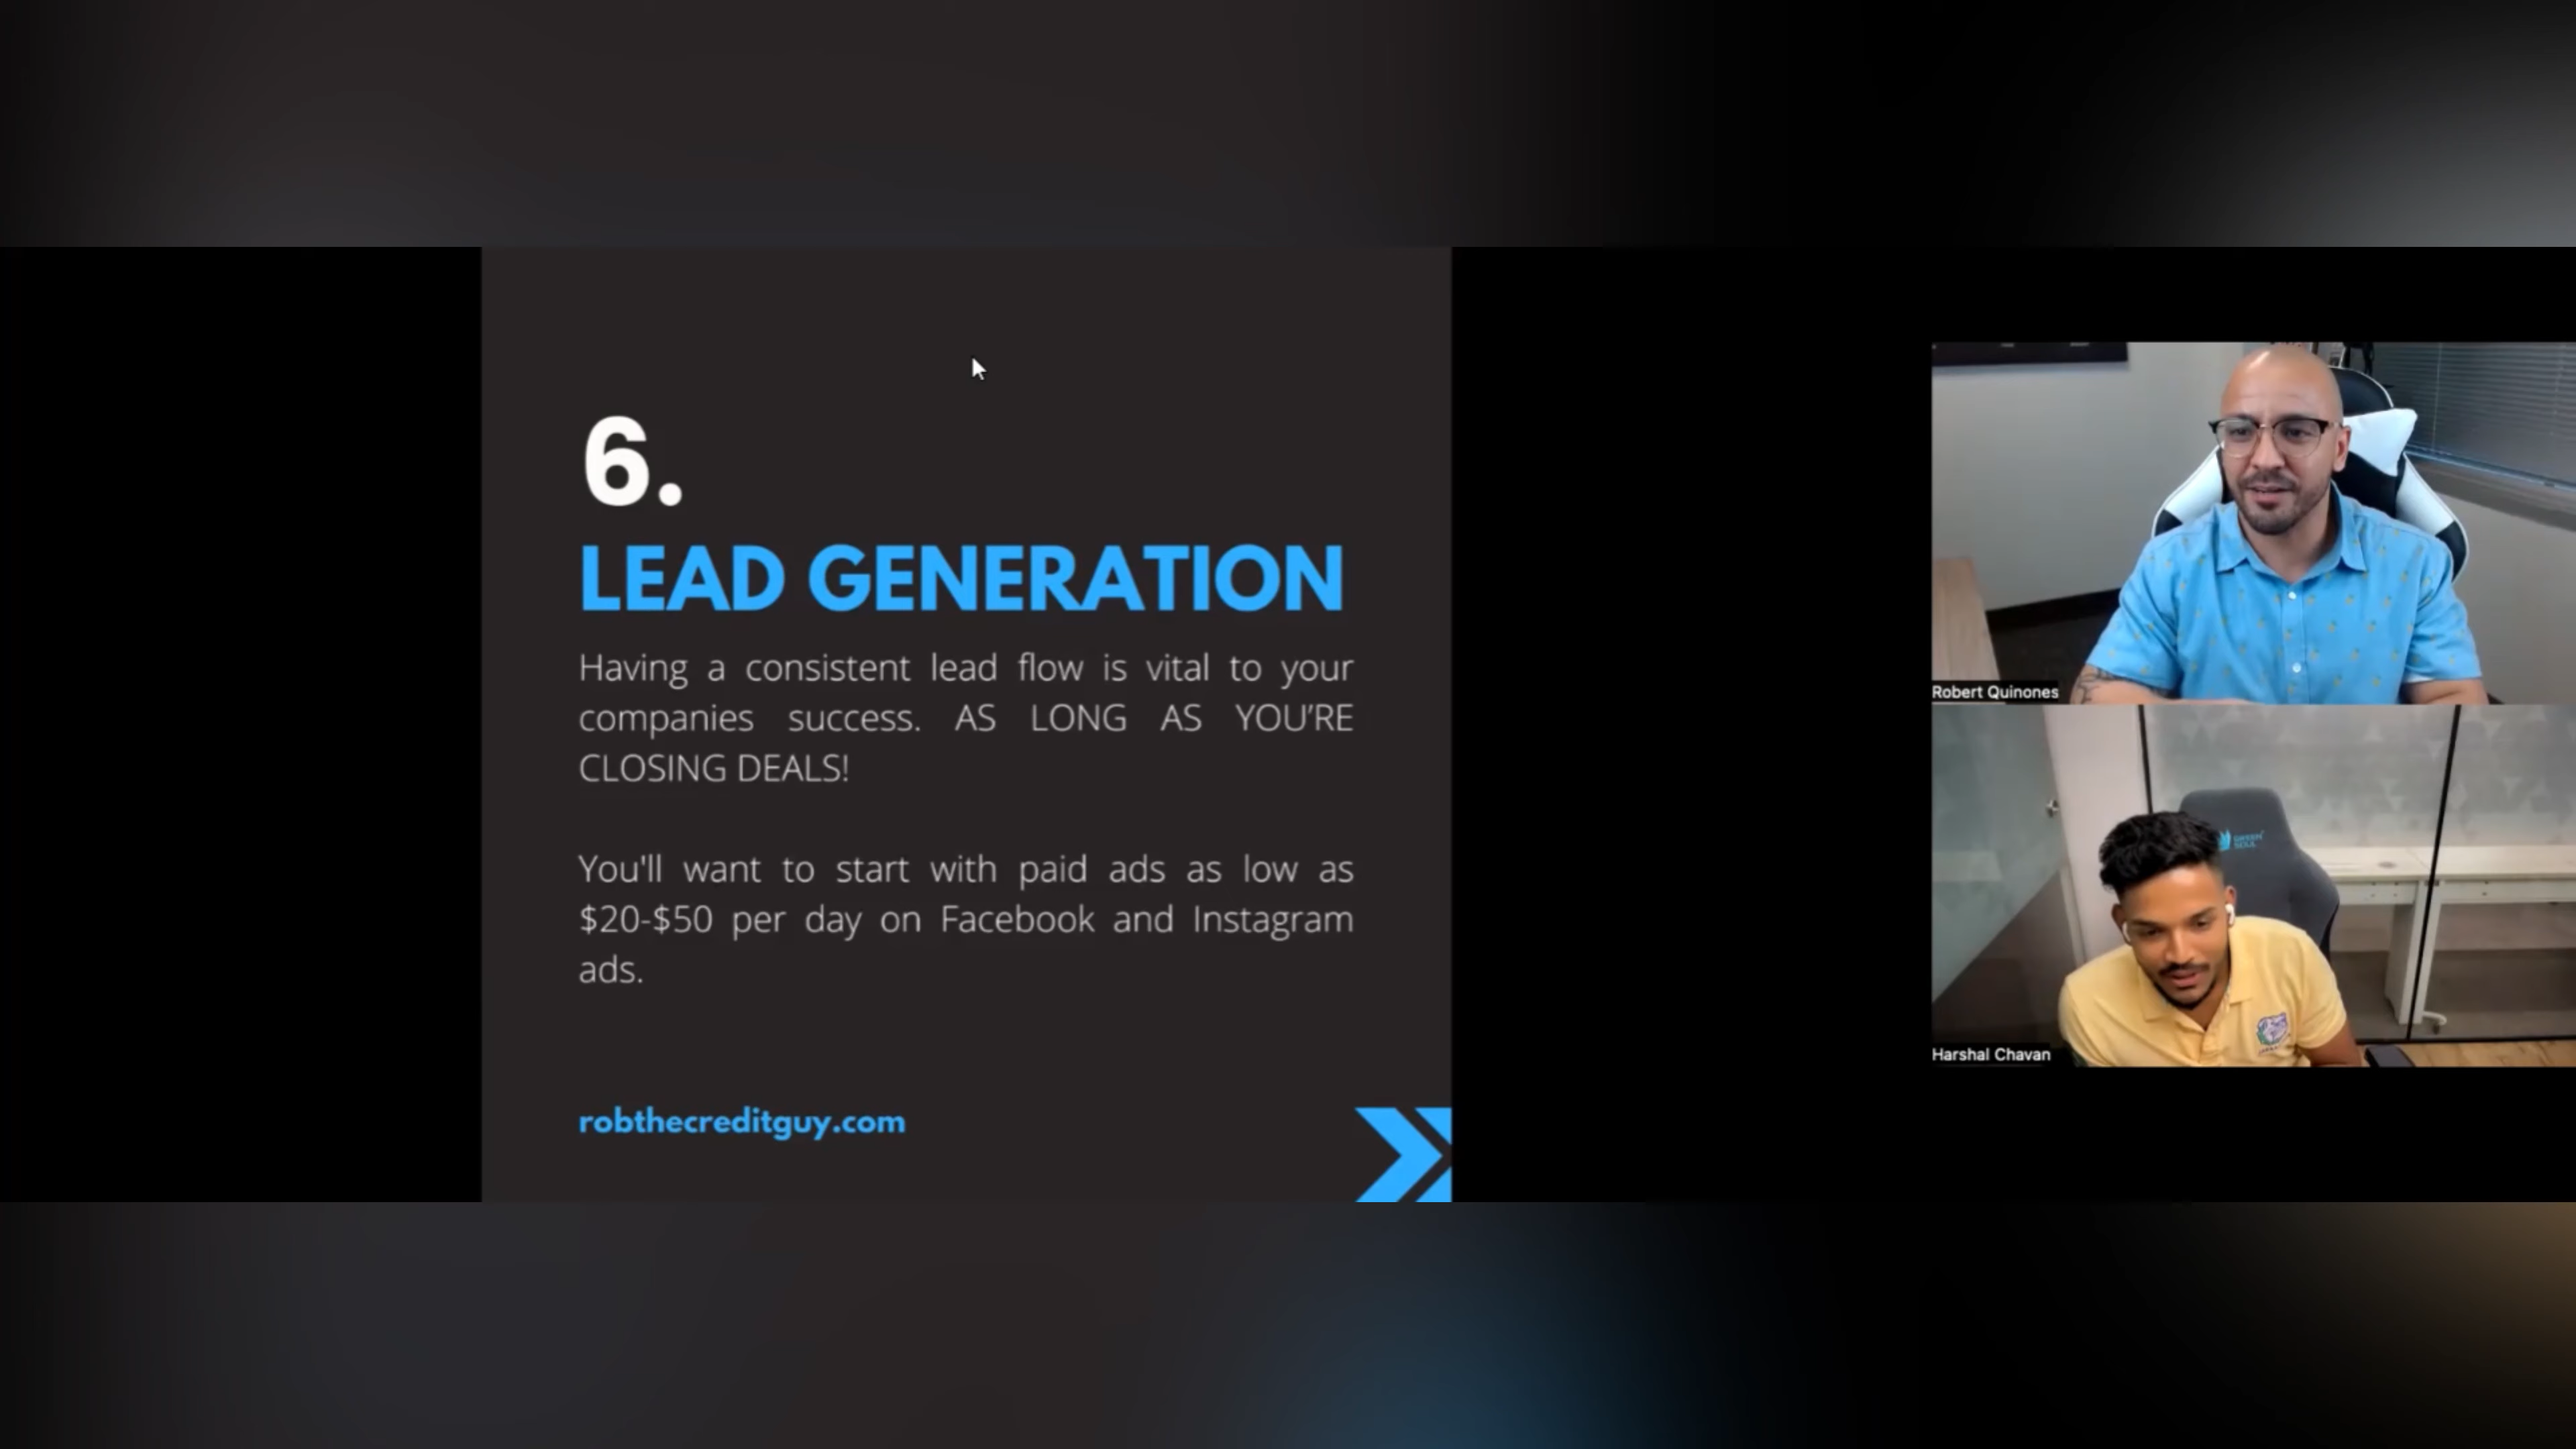 6.
LEAD GENERATION
Having a consistent lead flow is vital to your
companies success. AS LONG AS YOU'RE
CLOSING DEALS!
You'll want to start with paid ads as low as
$20-$50 per day on Facebook and Instagram
ads.
robthecreditguy.com
Robert Quinones
GREEN
SOUL
Harshal Chavan